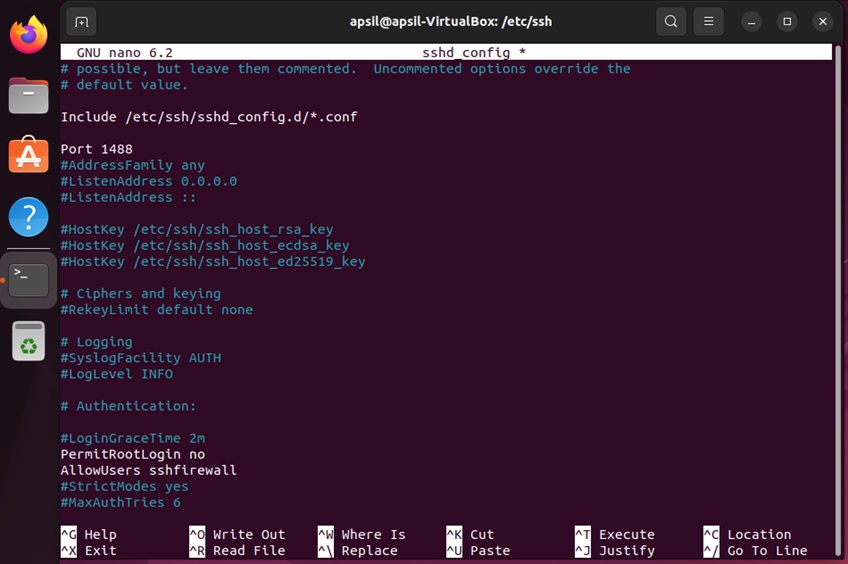 apsil@apsil-VirtualBox: /etc/ssh
GNU nano 6.2 sshd_config *
# possible, but leave them commented.  Uncommented options override the
# default value.
Include /etc/ssh/sshd_config.d/*.conf
Port 1488
#AddressFamily any
#ListenAddress 0.0.0.0
#ListenAddress ::
#HostKey /etc/ssh/ssh_host_rsa_key
#HostKey /etc/ssh/ssh_host_ecdsa_key
#HostKey /etc/ssh/ssh_host_ed25519_key
# Ciphers and keying
#RekeyLimit default none
# Logging
#SyslogFacility AUTH
#LogLevel INFO
# Authentication:
#LoginGraceTime 2m
PermitRootLogin no
AllowUsers sshfirewall
#StrictModes yes
#MaxAuthTries 6
^G Help ^O Write Out ^W Where Is ^K Cut ^T Execute ^C Location
^X Exit ^R Read File ^\ Replace ^U Paste ^J Justify ^/ Go To Line